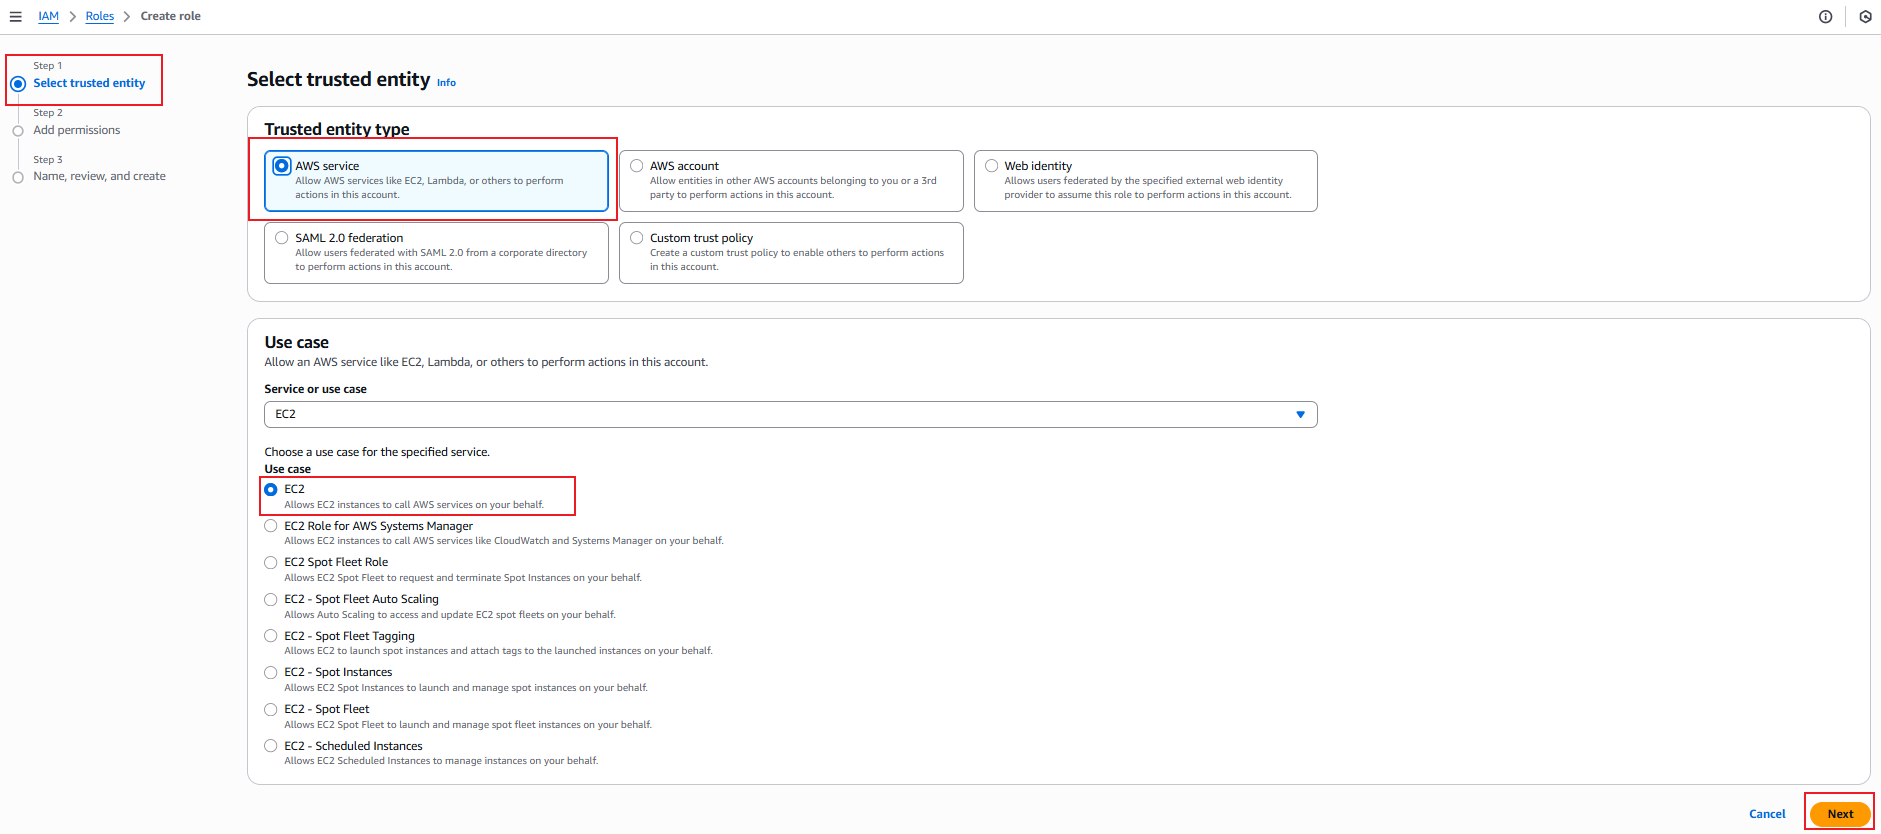 IAM > Roles > Create role
Step 1
Select trusted entity
Step 2
Add permissions
Step 3
Name, review, and create
Select trusted entity Info
Trusted entity type
AWS service
Allow AWS services like EC2, Lambda, or others to perform
actions in this account.
AWS account
Allow entities in other AWS accounts belonging to you or a 3rd
party to perform actions in this account.
Web identity
Allows users federated by the specified external web identity
provider to assume this role to perform actions in this account.
SAML 2.0 federation
Allow users federated with SAML 2.0 from a corporate directory
to perform actions in this account.
Custom trust policy
Create a custom trust policy to enable others to perform actions
in this account.
Use case
Allow an AWS service like EC2, Lambda, or others to perform actions in this account.
Service or use case
EC2
Choose a use case for the specified service.
Use case
EC2
Allows EC2 instances to call AWS services on your behalf.
EC2 Role for AWS Systems Manager
Allows EC2 instances to call AWS services like CloudWatch and Systems Manager on your behalf.
EC2 Spot Fleet Role
Allows EC2 Spot Fleet to request and terminate Spot Instances on your behalf.
EC2 - Spot Fleet Auto Scaling
Allows Auto Scaling to access and update EC2 spot fleets on your behalf.
EC2 - Spot Fleet Tagging
Allows EC2 to launch spot instances and attach tags to the launched instances on your behalf.
EC2 - Spot Instances
Allows EC2 Spot Instances to launch and manage spot instances on your behalf.
EC2 - Spot Fleet
Allows EC2 Spot Fleet to launch and manage spot fleet instances on your behalf.
EC2 - Scheduled Instances
Allows EC2 Scheduled Instances to manage instances on your behalf.
Cancel
Next